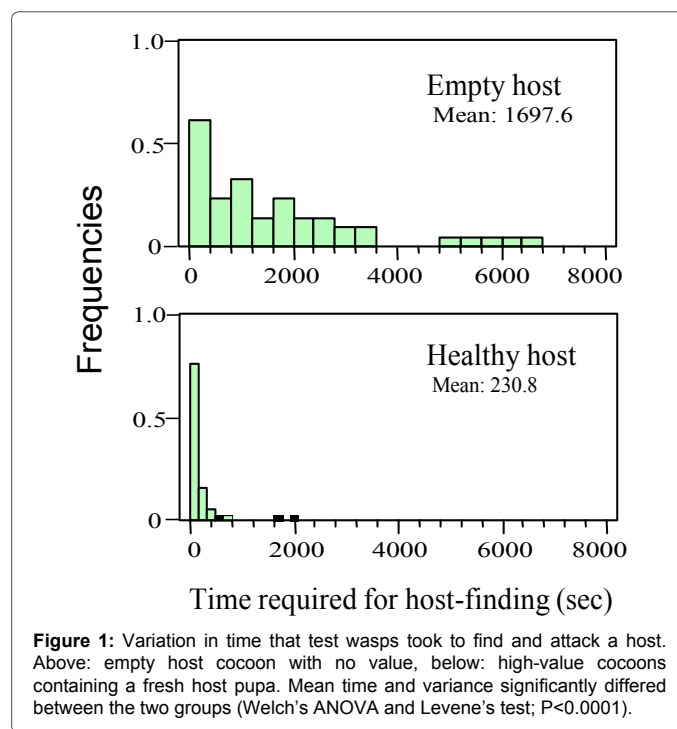 1.0
Empty host
Mean: 1697.6
0.5
0
0 2000 4000 6000 8000
Frequencies
1.0
Healthy host
Mean: 230.8
0.5
0
0 2000 4000 6000 8000
Time required for host-finding (sec)
Figure 1: Variation in time that test wasps took to find and attack a host.
Above: empty host cocoon with no value, below: high-value cocoons
containing a fresh host pupa. Mean time and variance significantly differed
between the two groups (Welch's ANOVA and Levene's test; P<0.0001).